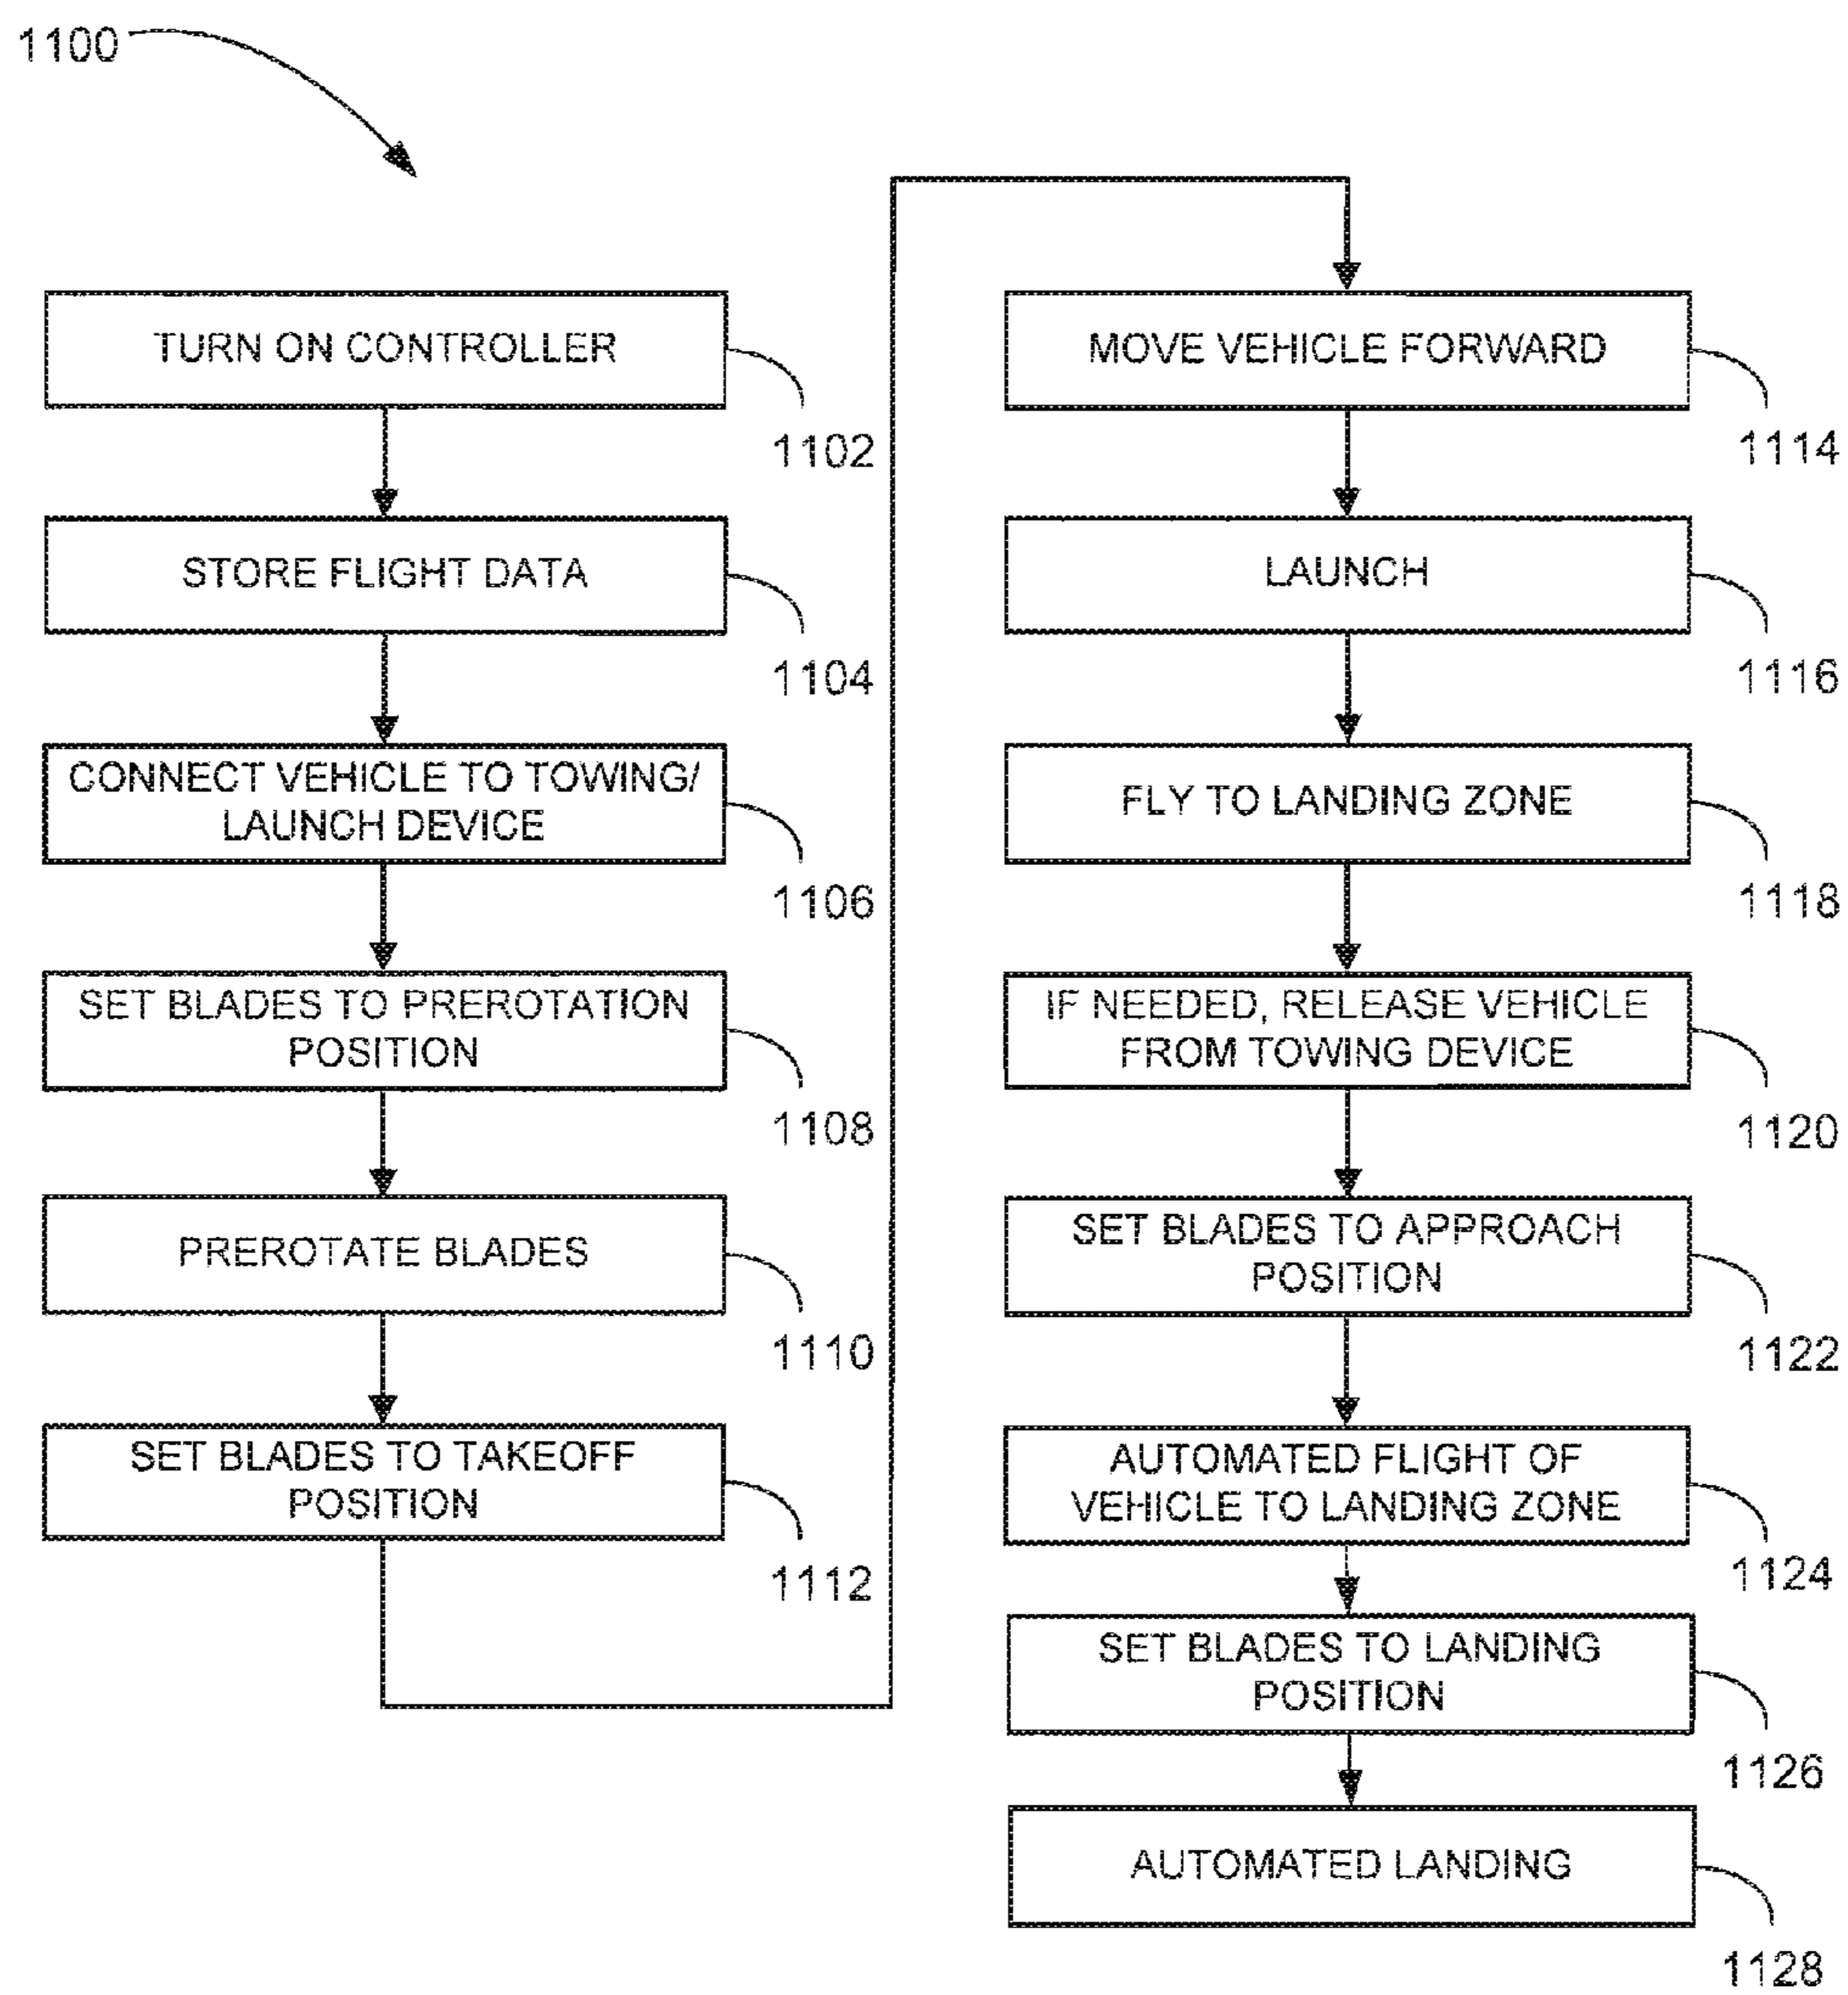 1100
TURN ON CONTROLLER
1102
STORE FLIGHT DATA
1104
CONNECT VEHICLE TO TOWING/
LAUNCH DEVICE
1106
SET BLADES TO PREROTATION
POSITION
1108
PREROTATE BLADES
1110
SET BLADES TO TAKEOFF
POSITION
1112
MOVE VEHICLE FORWARD
1114
LAUNCH
1116
FLY TO LANDING ZONE
1118
IF NEEDED, RELEASE VEHICLE
FROM TOWING DEVICE
1120
SET BLADES TO APPROACH
POSITION
1122
AUTOMATED FLIGHT OF
VEHICLE TO LANDING ZONE
1124
SET BLADES TO LANDING
POSITION
1126
AUTOMATED LANDING
1128